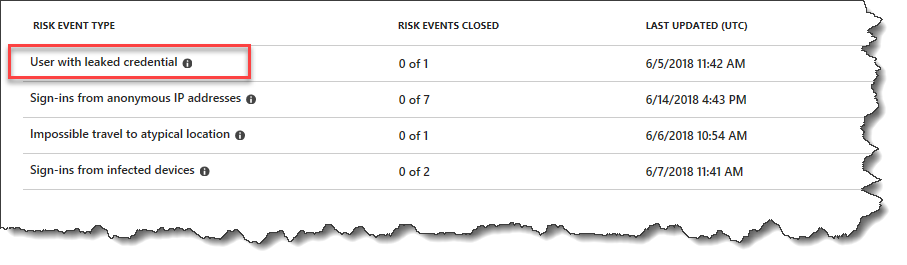 RISK EVENT TYPE RISK EVENTS CLOSED LAST UPDATED (UTC)
User with leaked credential 0 of 1 6/5/2018 11:42 AM
Sign-ins from anonymous IP addresses 0 of 7 6/14/2018 4:43 PM
Impossible travel to atypical location 0 of 1 6/6/2018 10:54 AM
Sign-ins from infected devices 0 of 2 6/7/2018 11:41 AM